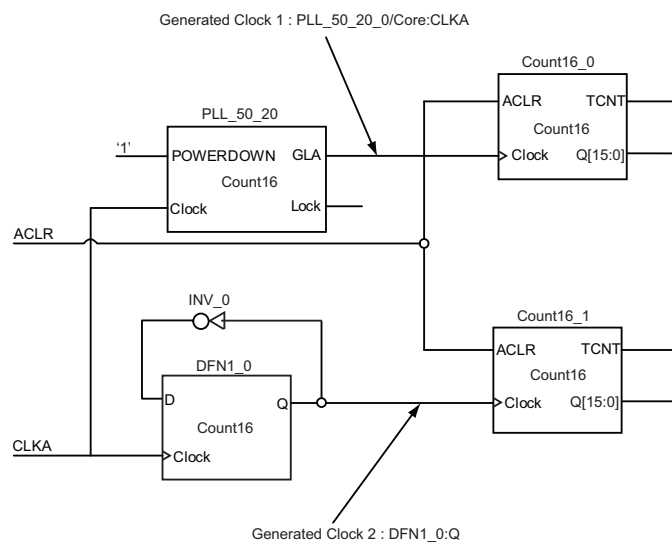 Generated Clock 1 : PLL_50_20_0/Core:CLKA
Count16_0
PLL_50_20
ACLR TCNT
Count16
Clock Q[15:0]
‘1’
POWERDOWN GLA
Count16
Clock Lock
ACLR
INV_0
Count16_1
ACLR TCNT
Count16
Clock Q[15:0]
DFN1_0
D Q
Count16
Clock
CLKA
Generated Clock 2 : DFN1_0:Q